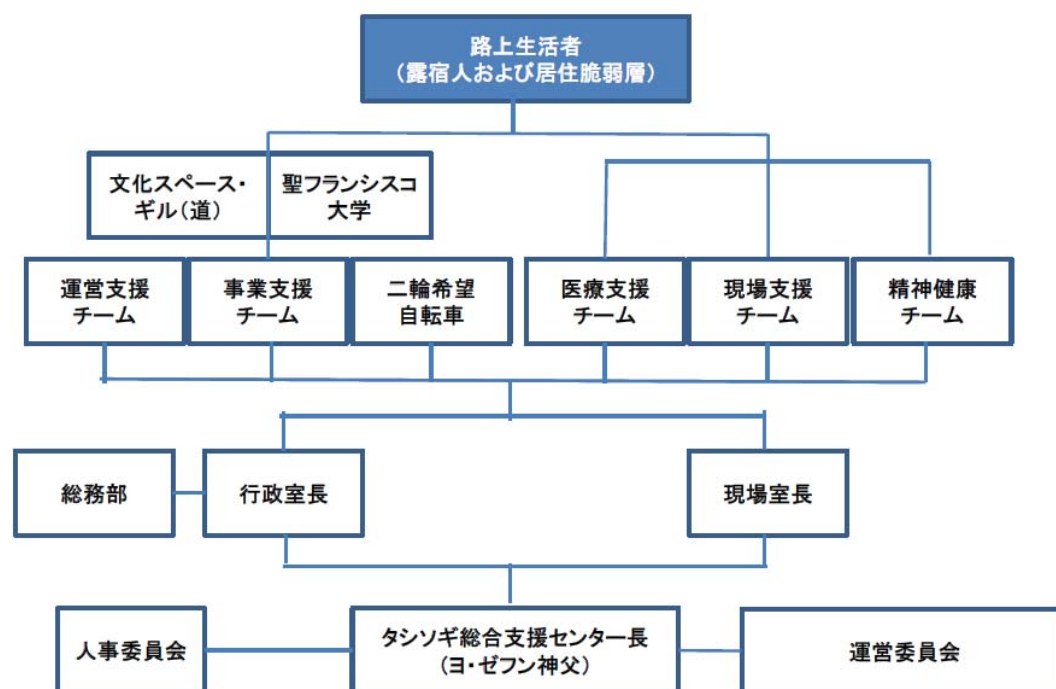 路上生活者
(露宿人および居住脆弱層)
文化スペース・
ギル(道)
聖フランシスコ
大学
運営支援
チーム
事業支援
チーム
二輪希望
自転車
医療支援
チーム
現場支援
チーム
精神健康
チーム
総務部
行政室長
現場室長
人事委員会
タシソギ総合支援センター長
(ヨ・ゼフン神父)
運営委員会